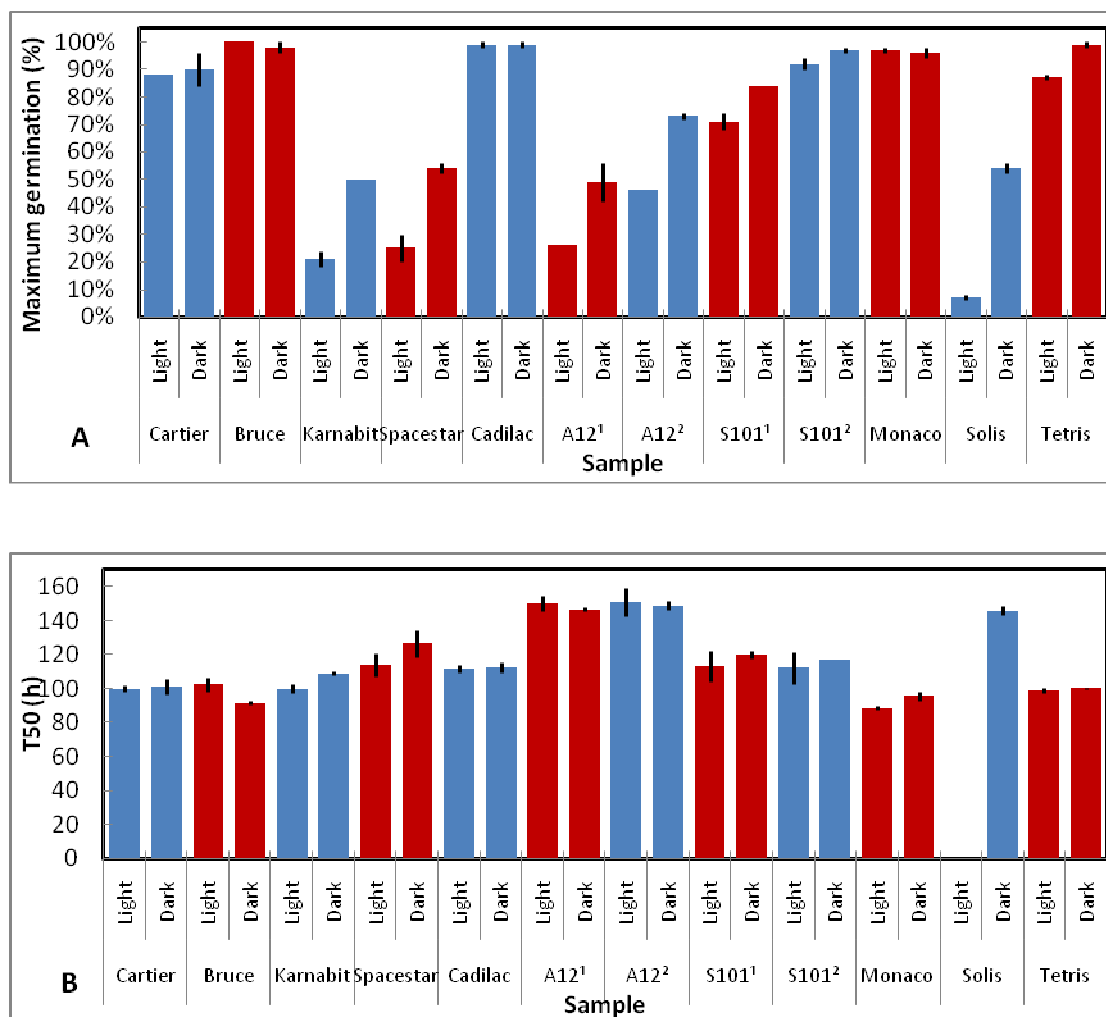 Maximum germination (%)
100%
90%
80%
70%
60%
50%
40%
30%
20%
10%
0%
Light Dark Light Dark Light Dark Light Dark Light Dark Light Dark Light Dark Light Dark Light Dark Light Dark Light Dark Light Dark
A
Cartier Bruce Karnabit Spacestar Cadilac A12¹ A12² S101¹ S101² Monaco Solis Tetris
Sample
T50 (h)
160
140
120
100
80
60
40
20
0
Light Dark Light Dark Light Dark Light Dark Light Dark Light Dark Light Dark Light Dark Light Dark Light Dark Light Dark Light Dark
B
Cartier Bruce Karnabit Spacestar Cadilac A12¹ A12² S101¹ S101² Monaco Solis Tetris
Sample